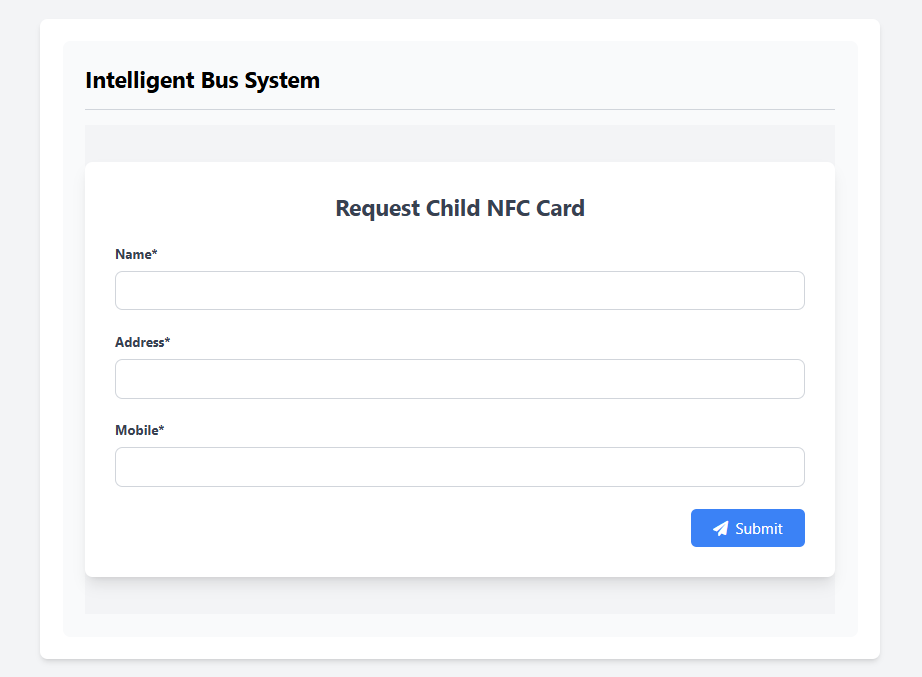 Intelligent Bus System
Request Child NFC Card
Name*
Address*
Mobile*
Submit